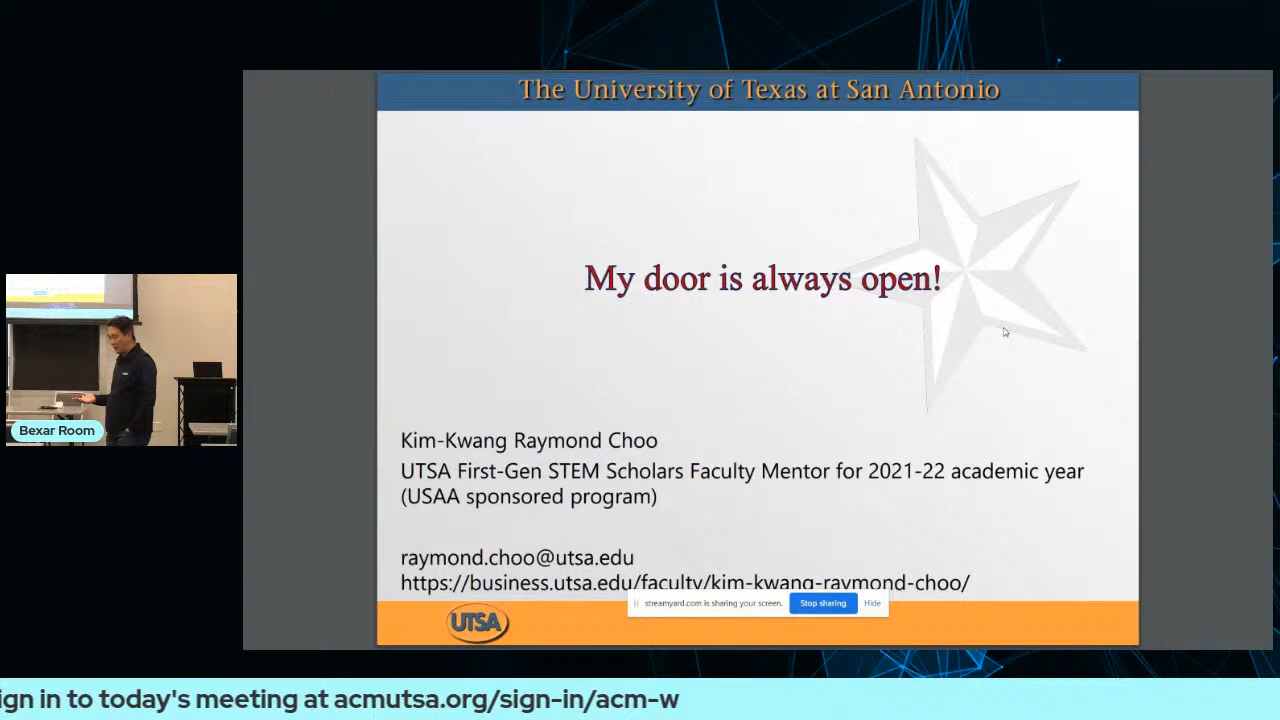 The University of Texas at San Antonio
My door is always open!
Kim-Kwang Raymond Choo
UTSA First-Gen STEM Scholars Faculty Mentor for 2021-22 academic year
(USAA sponsored program)
raymond.choo@utsa.edu
https://business.utsa.edu/faculty/kim-kwang-raymond-choo/
streamyard.com is sharing your screen.
Stop sharing
Hide
UTSA
Bexar Room
ign in to today's meeting at acmutsa.org/sign-in/acm-w